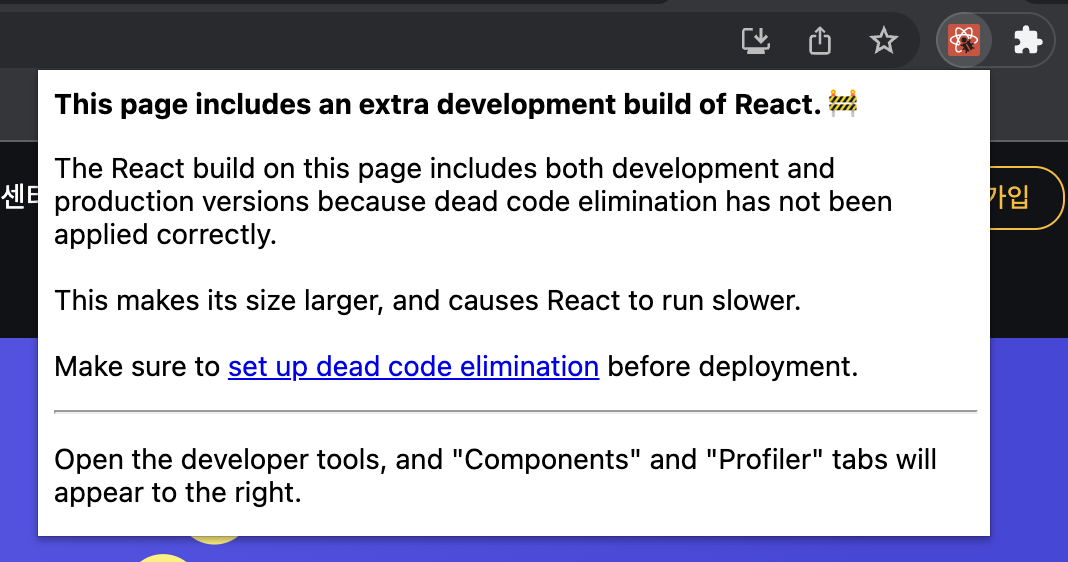 This page includes an extra development build of React. 🚧
The React build on this page includes both development and
production versions because dead code elimination has not been
applied correctly.
This makes its size larger, and causes React to run slower.
Make sure to set up dead code elimination before deployment.
Open the developer tools, and "Components" and "Profiler" tabs will
appear to the right.
가입